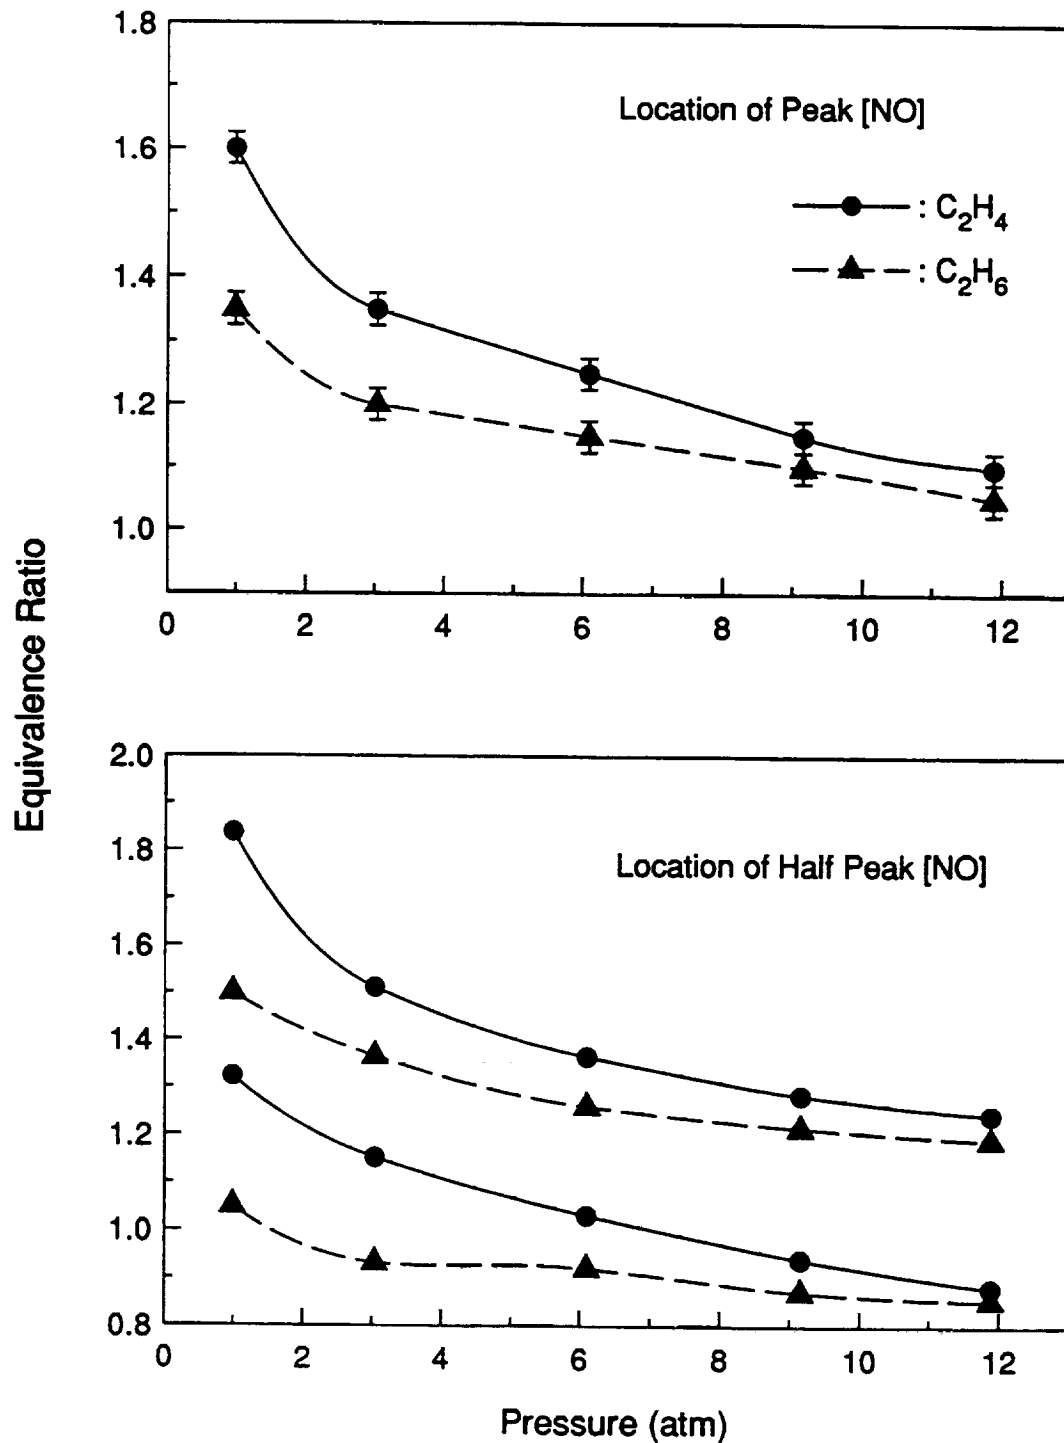 1.8
Location of Peak [NO]
1.6
: C₂H₄
1.4
: C₂H₆
1.2
1.0
0 2 4 6 8 10 12
Equivalence Ratio
2.0
1.8
Location of Half Peak [NO]
1.6
1.4
1.2
1.0
0.8
0 2 4 6 8 10 12
Pressure (atm)